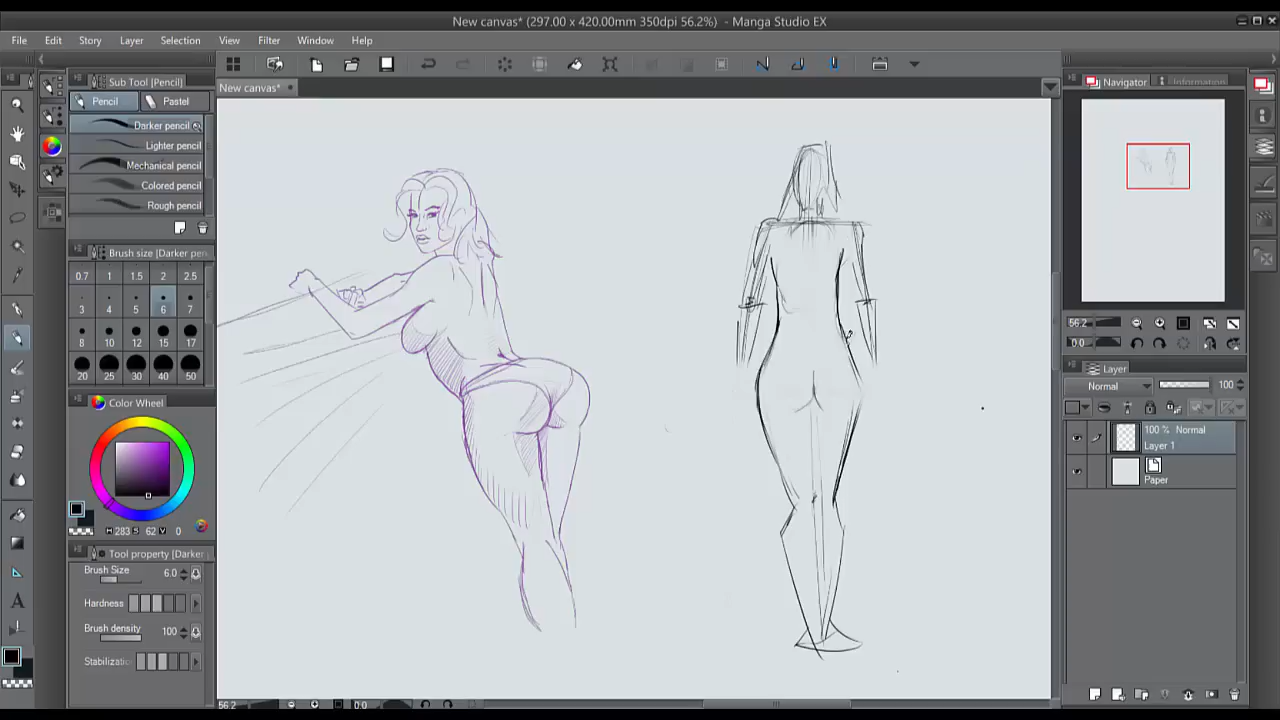 New canvas* (297.00 x 420.00mm 350dpi 56.2%) - Manga Studio EX
File Edit Story Layer Selection View Filter Window Help
Sub Tool [Pencil]
New canvas*
Navigator Information
Pencil Pastel
Darker pencil
Lighter pencil
Mechanical pencil
Colored pencil
Rough pencil
Brush size [Darker pen
0.7 1 1.5 2 2.5
3 4 5 6 7
8 10 12 15 17
20 25 30 40 50
56.2
0.0
Layer
Normal 100
Color Wheel
100 % Normal
Layer 1
Paper
H 283 S 62 V 0
Tool property [Darker
Brush Size 6.0
Hardness
Brush density 100
Stabilizatio
A
56.2 0.0